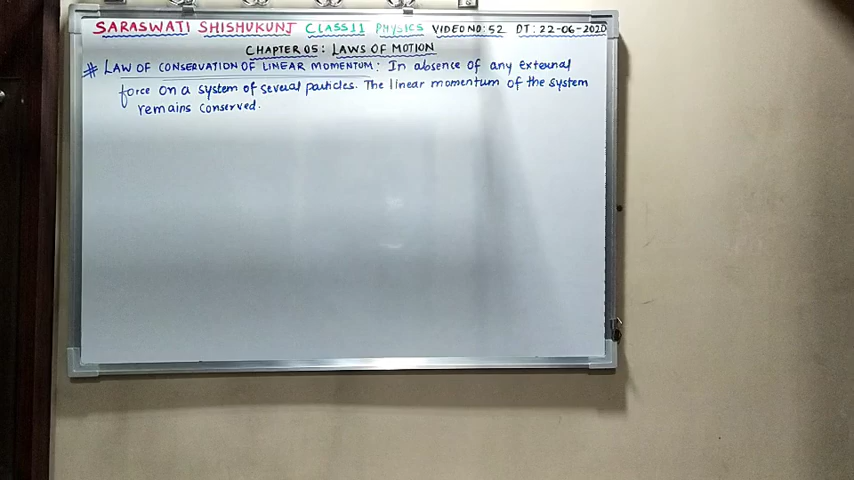 SARASWATI SHISHUKUNJ CLASS 11 PHYSICS VIDEO NO: 52 DT: 22-06-2020
CHAPTER 05: LAWS OF MOTION
# LAW OF CONSERVATION OF LINEAR MOMENTUM: In absence of any external
force on a system of several particles. The linear momentum of the system
remains conserved.